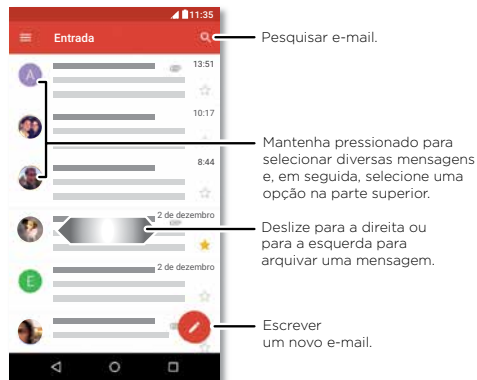 11:35
Entrada
Pesquisar e-mail.
A
13:51
10:17
Mantenha pressionado para
selecionar diversas mensagens
e, em seguida, selecione uma
opção na parte superior.
8:44
2 de dezembro
Deslize para a direita ou
para a esquerda para
arquivar uma mensagem.
E
2 de dezembro
Escrever
um novo e-mail.